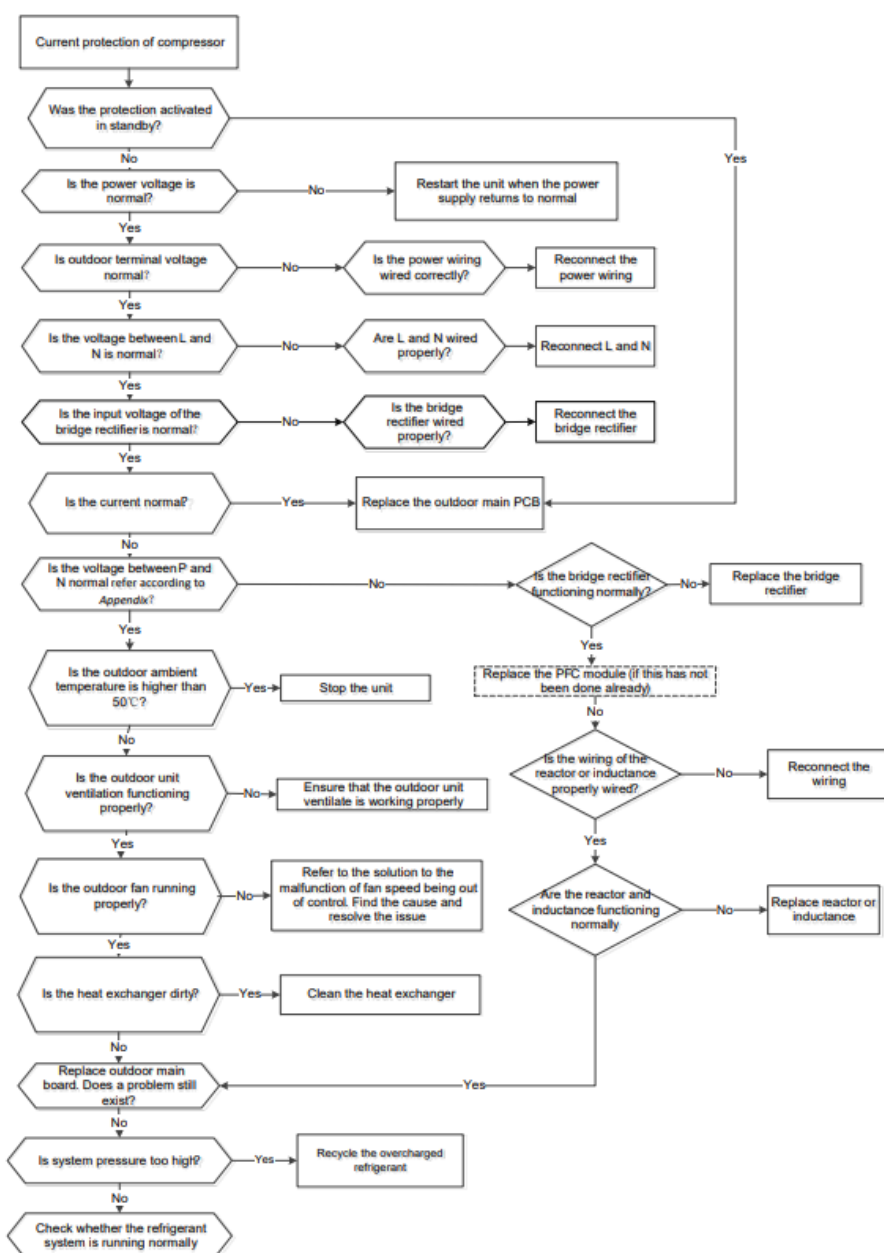 Current protection of compressor
Was the protection activated
in standby?
No
Yes
Is the power voltage is
normal?
No
Restart the unit when the power
supply returns to normal
Yes
Is outdoor terminal voltage
normal?
No
Is the power wiring
wired correctly?
Reconnect the
power wiring
Yes
Is the voltage between L and
N is normal?
No
Are L and N wired
properly?
Reconnect L and N
Yes
Is the input voltage of the
bridge rectifier is normal?
No
Is the bridge
rectifier wired
properly?
Reconnect the
bridge rectifier
Yes
Is the current normal?
Yes
Replace the outdoor main PCB
No
Is the voltage between P and
N normal refer according to
Appendix?
No
Is the bridge rectifier
functioning normally?
No
Replace the bridge
rectifier
Yes
Yes
Replace the PFC module (if this has not
been done already)
Is the outdoor ambient
temperature is higher than
50℃?
Yes
Stop the unit
No
No
Is the wiring of the
reactor or inductance
properly wired?
No
Reconnect the
wiring
Is the outdoor unit
ventilation functioning
properly?
No
Ensure that the outdoor unit
ventilate is working properly
Yes
Yes
Is the outdoor fan running
properly?
No
Refer to the solution to the
malfunction of fan speed being out
of control. Find the cause and
resolve the issue
Are the reactor and
inductance functioning
normally
No
Replace reactor or
inductance
Yes
Is the heat exchanger dirty?
Yes
Clean the heat exchanger
No
Replace outdoor main
board. Does a problem still
exist?
Yes
No
Is system pressure too high?
Yes
Recycle the overcharged
refrigerant
No
Check whether the refrigerant
system is running normally